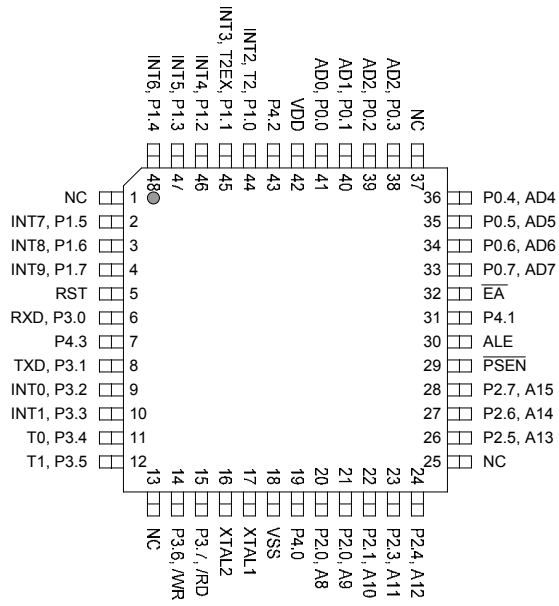 INT6, P1.4
INT5, P1.3
INT4, P1.2
INT3, T2EX, P1.1
INT2, T2, P1.0
P4.2
VDD
AD0, P0.0
AD1, P0.1
AD2, P0.2
AD2, P0.3
NC
48
47
46
45
44
43
42
41
40
39
38
37
NC 1
INT7, P1.5 2
INT8, P1.6 3
INT9, P1.7 4
RST 5
RXD, P3.0 6
P4.3 7
TXD, P3.1 8
INT0, P3.2 9
INT1, P3.3 10
T0, P3.4 11
T1, P3.5 12
36 P0.4, AD4
35 P0.5, AD5
34 P0.6, AD6
33 P0.7, AD7
32 EA
31 P4.1
30 ALE
29 PSEN
28 P2.7, A15
27 P2.6, A14
26 P2.5, A13
25 NC
13
14
15
16
17
18
19
20
21
22
23
24
NC
P3.6, /WR
P3.7, /RD
XTAL2
XTAL1
VSS
P4.0
P2.0, A8
P2.0, A9
P2.1, A10
P2.3, A11
P2.4, A12